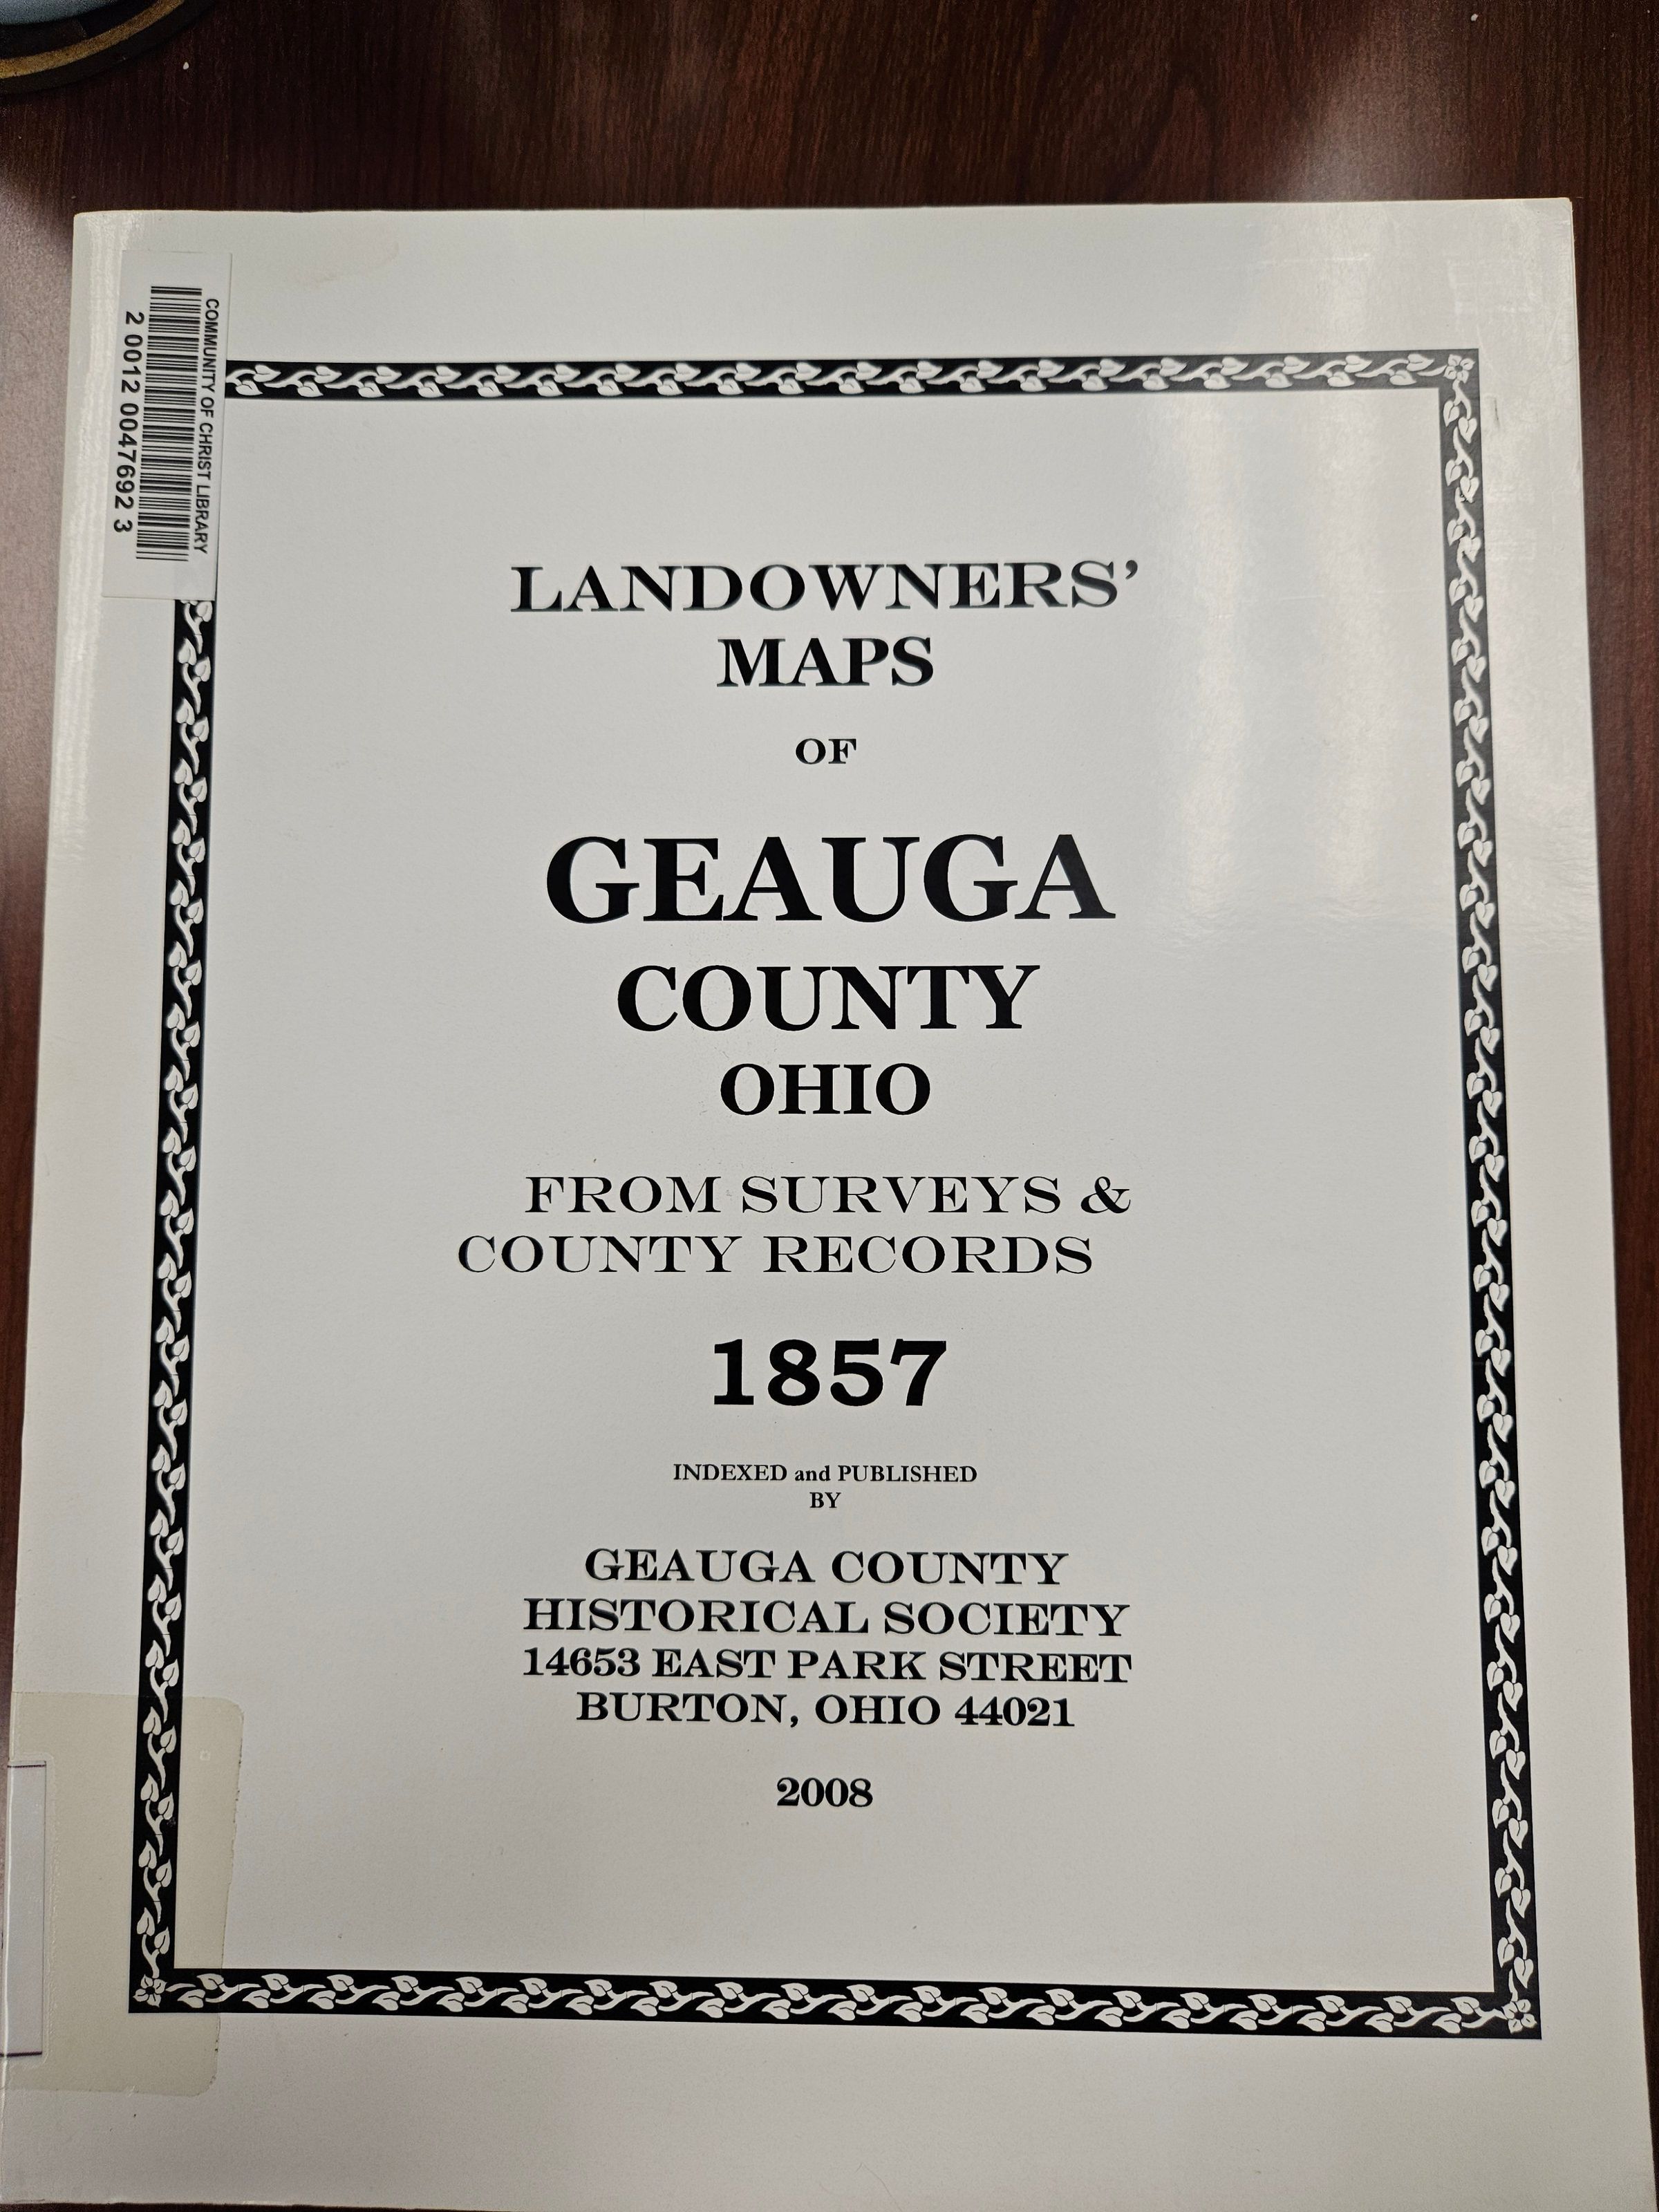 COMMUNITY OF CHRIST LIBRARY
2 0012 0047692 3
LANDOWNERS'
MAPS
OF
GEAUGA
COUNTY
OHIO
FROM SURVEYS &
COUNTY RECORDS
1857
INDEXED and PUBLISHED
BY
GEAUGA COUNTY
HISTORICAL SOCIETY
14653 EAST PARK STREET
BURTON, OHIO 44021
2008